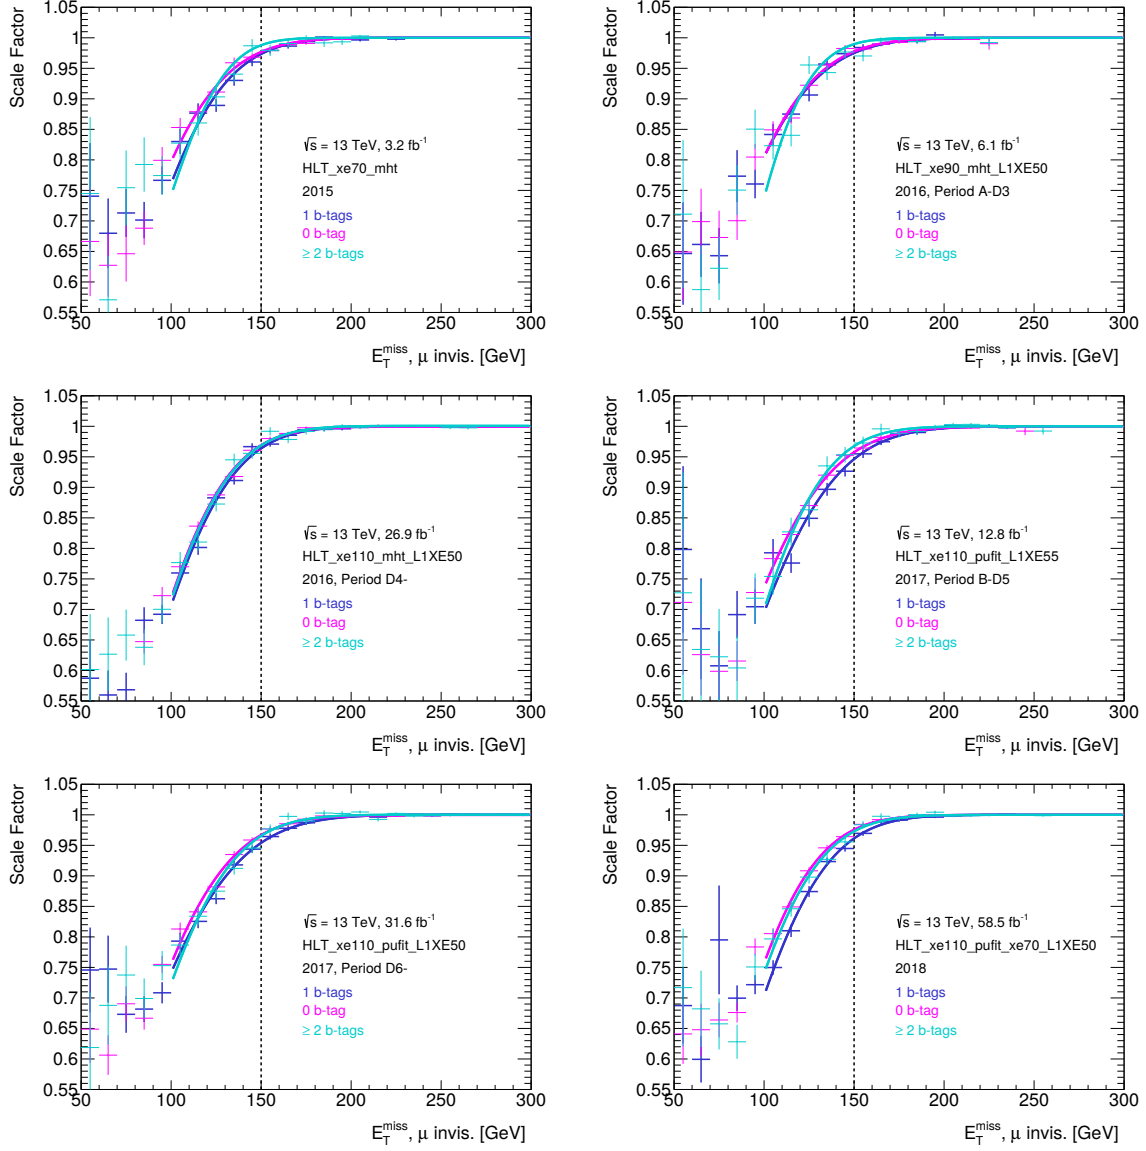 1.05
1
0.95
0.9
0.85
0.8
0.75
0.7
0.65
0.6
0.55
Scale Factor
√s = 13 TeV, 3.2 fb⁻¹
HLT_xe70_mht
2015
1 b-tags
0 b-tag
≥ 2 b-tags
50 100 150 200 250 300
E_T^miss, μ invis. [GeV]
1.05
1
0.95
0.9
0.85
0.8
0.75
0.7
0.65
0.6
0.55
Scale Factor
√s = 13 TeV, 6.1 fb⁻¹
HLT_xe90_mht_L1XE50
2016, Period A-D3
1 b-tags
0 b-tag
≥ 2 b-tags
50 100 150 200 250 300
E_T^miss, μ invis. [GeV]
1.05
1
0.95
0.9
0.85
0.8
0.75
0.7
0.65
0.6
0.55
Scale Factor
√s = 13 TeV, 26.9 fb⁻¹
HLT_xe110_mht_L1XE50
2016, Period D4-
1 b-tags
0 b-tag
≥ 2 b-tags
50 100 150 200 250 300
E_T^miss, μ invis. [GeV]
1.05
1
0.95
0.9
0.85
0.8
0.75
0.7
0.65
0.6
0.55
Scale Factor
√s = 13 TeV, 12.8 fb⁻¹
HLT_xe110_pufit_L1XE55
2017, Period B-D5
1 b-tags
0 b-tag
≥ 2 b-tags
50 100 150 200 250 300
E_T^miss, μ invis. [GeV]
1.05
1
0.95
0.9
0.85
0.8
0.75
0.7
0.65
0.6
0.55
Scale Factor
√s = 13 TeV, 31.6 fb⁻¹
HLT_xe110_pufit_L1XE50
2017, Period D6-
1 b-tags
0 b-tag
≥ 2 b-tags
50 100 150 200 250 300
E_T^miss, μ invis. [GeV]
1.05
1
0.95
0.9
0.85
0.8
0.75
0.7
0.65
0.6
0.55
Scale Factor
√s = 13 TeV, 58.5 fb⁻¹
HLT_xe110_pufit_xe70_L1XE50
2018
1 b-tags
0 b-tag
≥ 2 b-tags
50 100 150 200 250 300
E_T^miss, μ invis. [GeV]